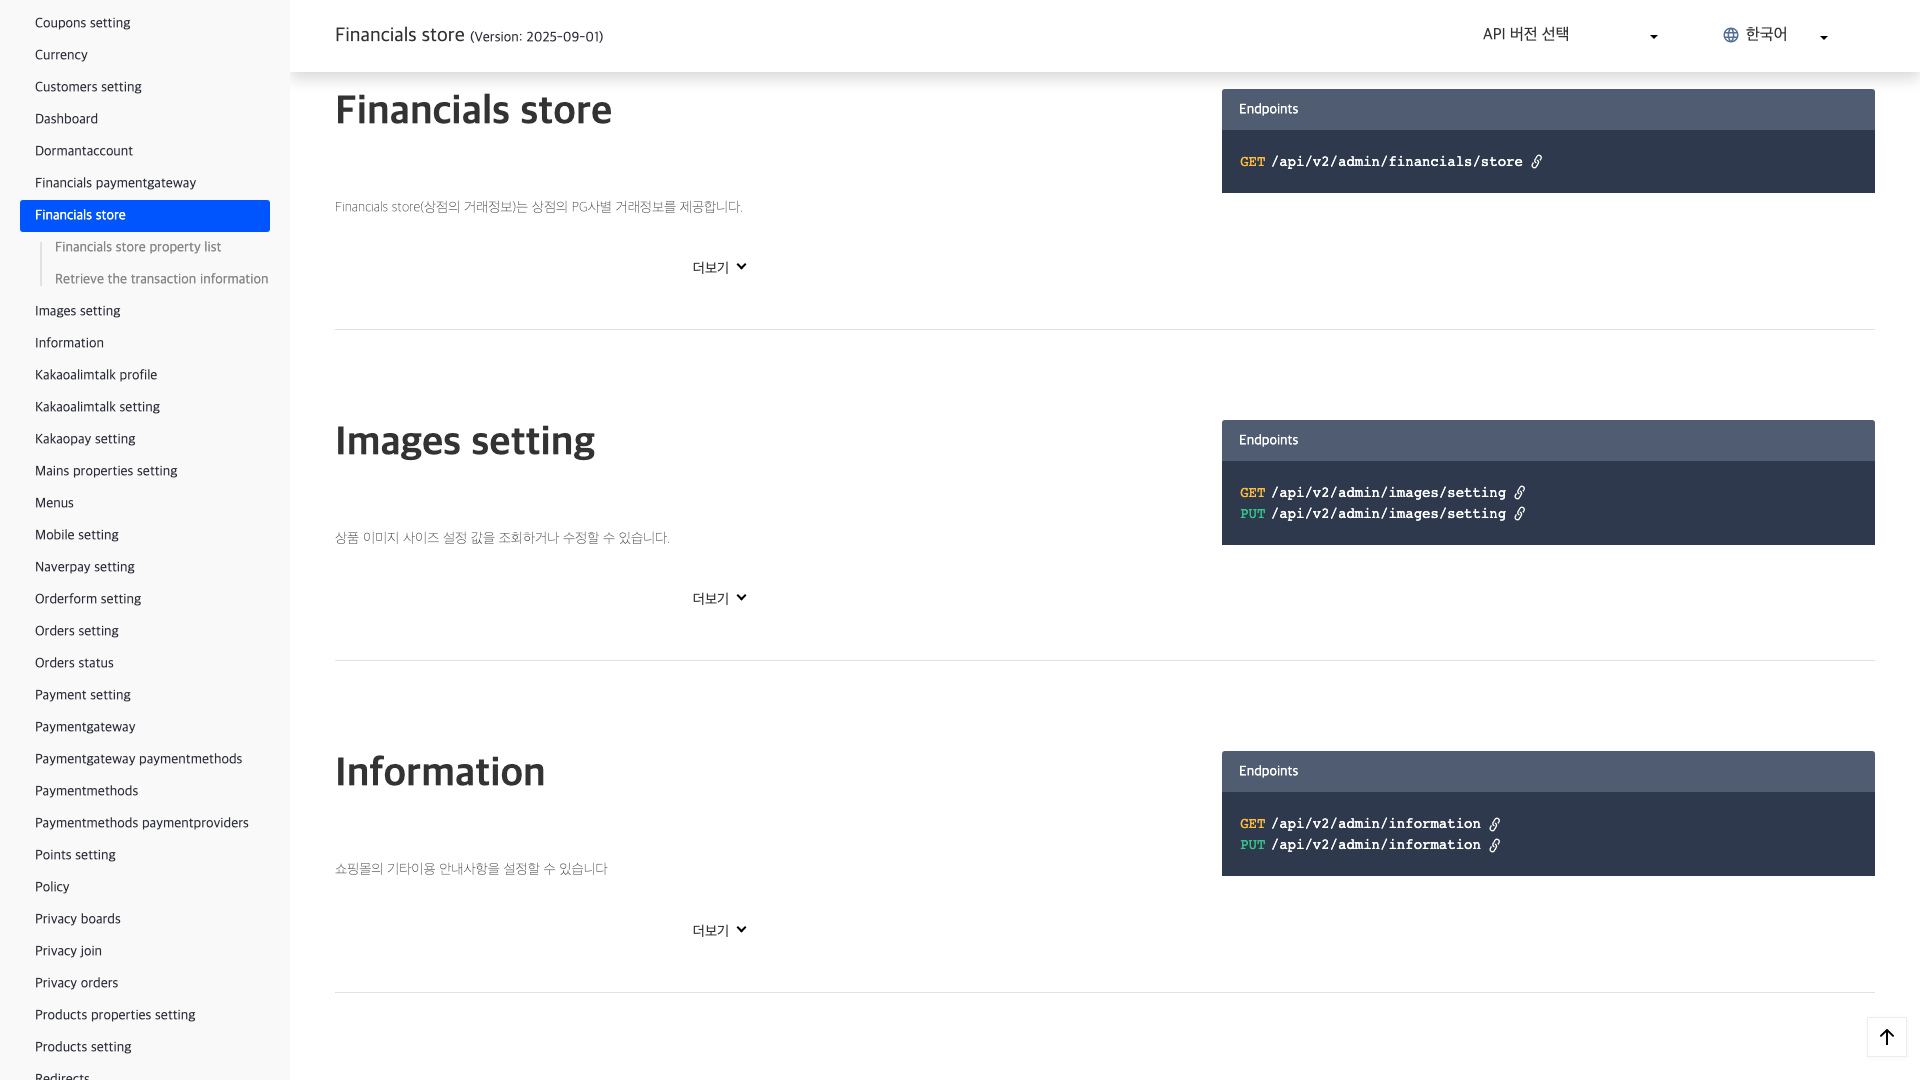 Coupons setting
Currency
Customers setting
Dashboard
Dormantaccount
Financials paymentgateway
Financials store
Financials store property list
Retrieve the transaction information
Images setting
Information
Kakaoalimtalk profile
Kakaoalimtalk setting
Kakaopay setting
Mains properties setting
Menus
Mobile setting
Naverpay setting
Orderform setting
Orders setting
Orders status
Payment setting
Paymentgateway
Paymentgateway paymentmethods
Paymentmethods
Paymentmethods paymentproviders
Points setting
Policy
Privacy boards
Privacy join
Privacy orders
Products properties setting
Products setting
Redirects
Financials store (Version: 2025-09-01)
API 버전 선택
한국어
Financials store
Financials store(상점의 거래정보)는 상점의 PG사별 거래정보를 제공합니다.
더보기
Endpoints
GET /api/v2/admin/financials/store
Images setting
상품 이미지 사이즈 설정 값을 조회하거나 수정할 수 있습니다.
더보기
Endpoints
GET /api/v2/admin/images/setting
PUT /api/v2/admin/images/setting
Information
쇼핑몰의 기타이용 안내사항을 설정할 수 있습니다
더보기
Endpoints
GET /api/v2/admin/information
PUT /api/v2/admin/information